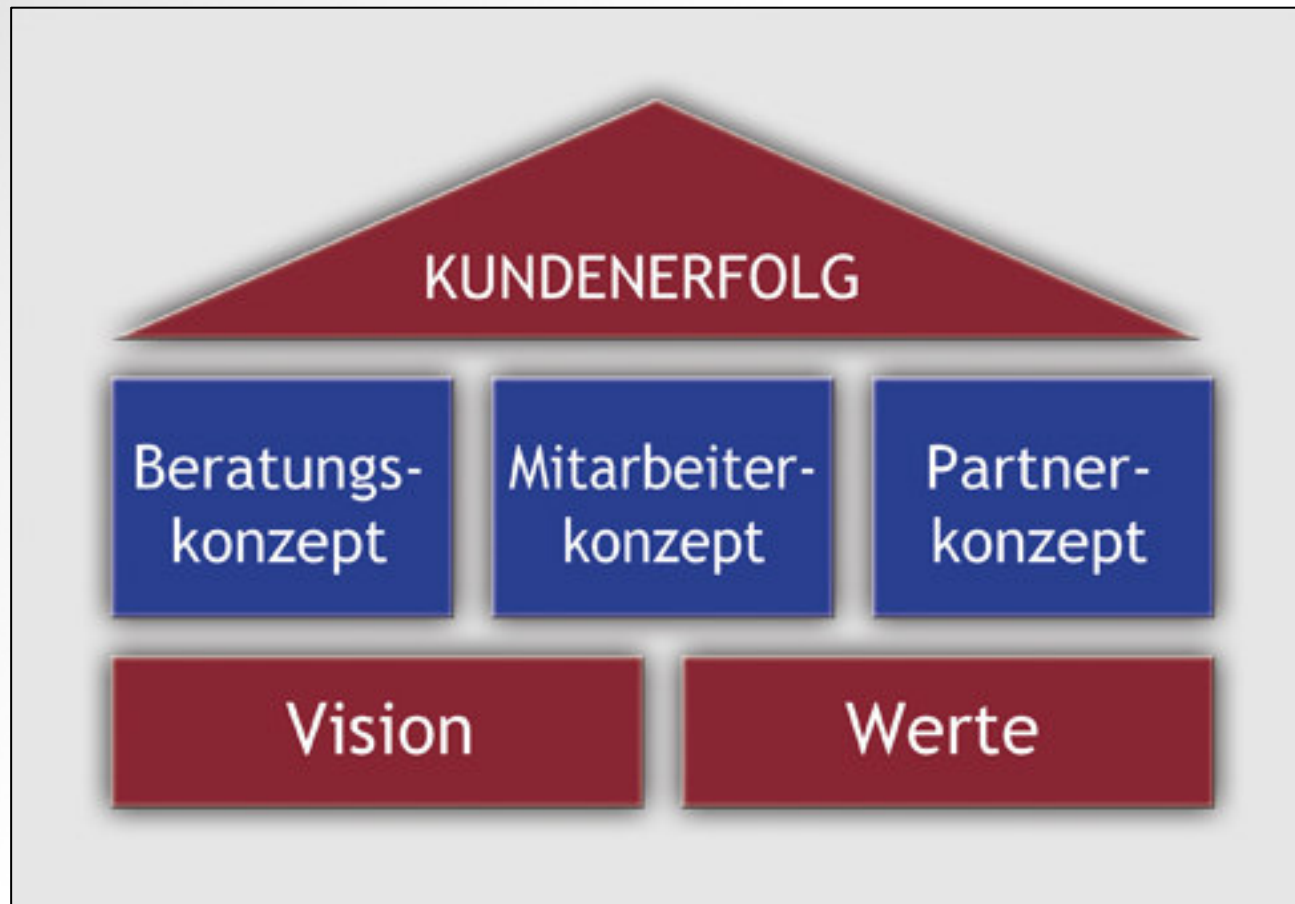 KUNDENERFOLG
Beratungs-
konzept
Mitarbeiter-
konzept
Partner-
konzept
Vision
Werte